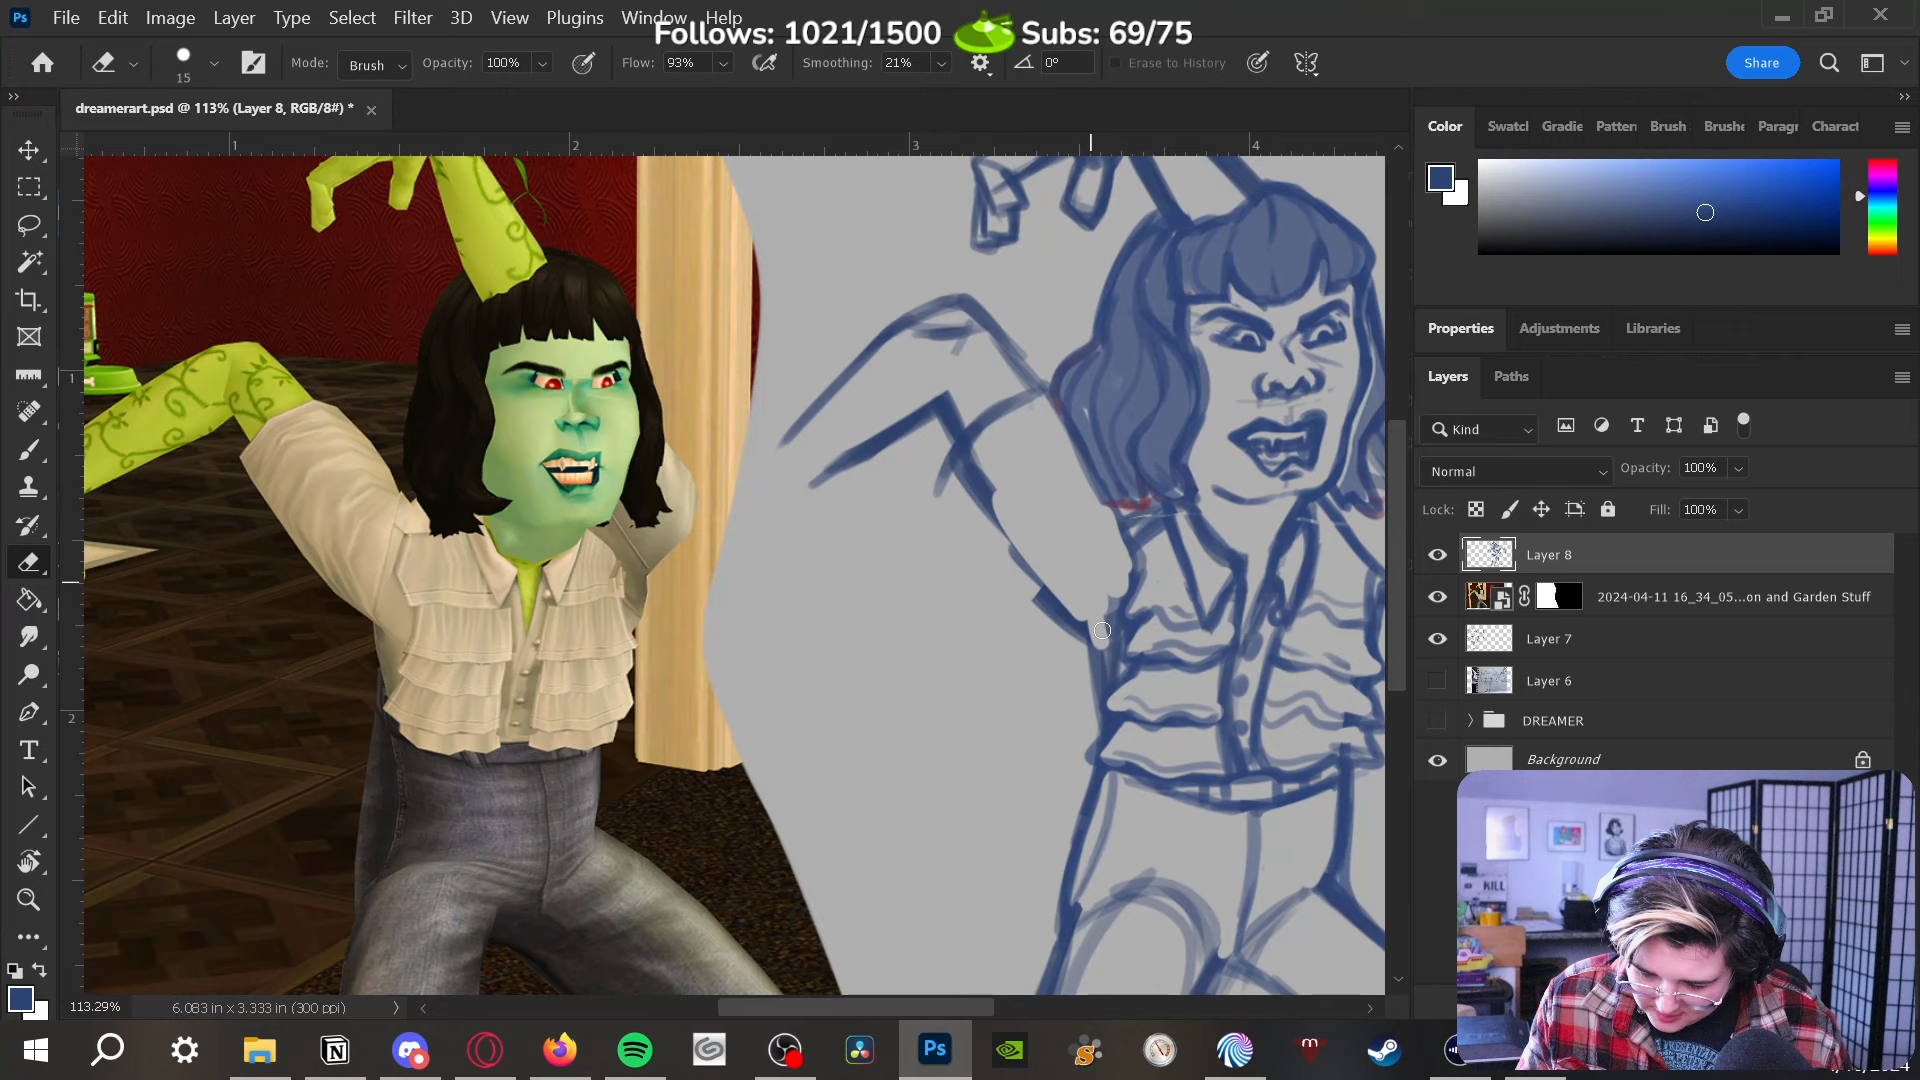 File Edit Image Layer Type Select Filter 3D View Plugins Window Help
Follows: 1021/1500 Subs: 69/75
15 Mode: Brush Opacity: 100% Flow: 93% Smoothing: 21% 0° Erase to History Share
dreamerart.psd @ 113% (Layer 8, RGB/8#) *
1 2 3 4
1
2
Color Swatcl Gradie Patteri Brush Brushe Paragr Charact
Properties Adjustments Libraries
Layers Paths
Kind
Normal Opacity: 100%
Lock: Fill: 100%
Layer 8
2024-04-11 16_34_05...on and Garden Stuff
Layer 7
Layer 6
DREAMER
Background
KILL
113.29% 6.083 in x 3.333 in (300 ppi)
Ps